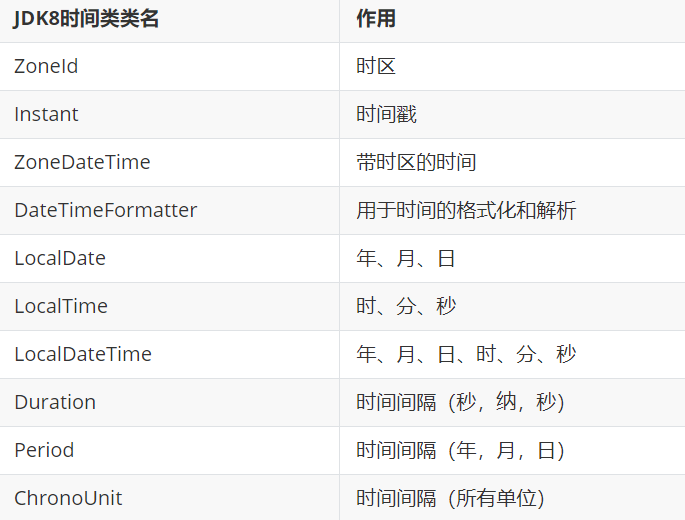 JDK8时间类类名 作用
ZoneId 时区
Instant 时间戳
ZoneDateTime 带时区的时间
DateTimeFormatter 用于时间的格式化和解析
LocalDate 年、月、日
LocalTime 时、分、秒
LocalDateTime 年、月、日、时、分、秒
Duration 时间间隔（秒，纳，秒）
Period 时间间隔（年，月，日）
ChronoUnit 时间间隔（所有单位）